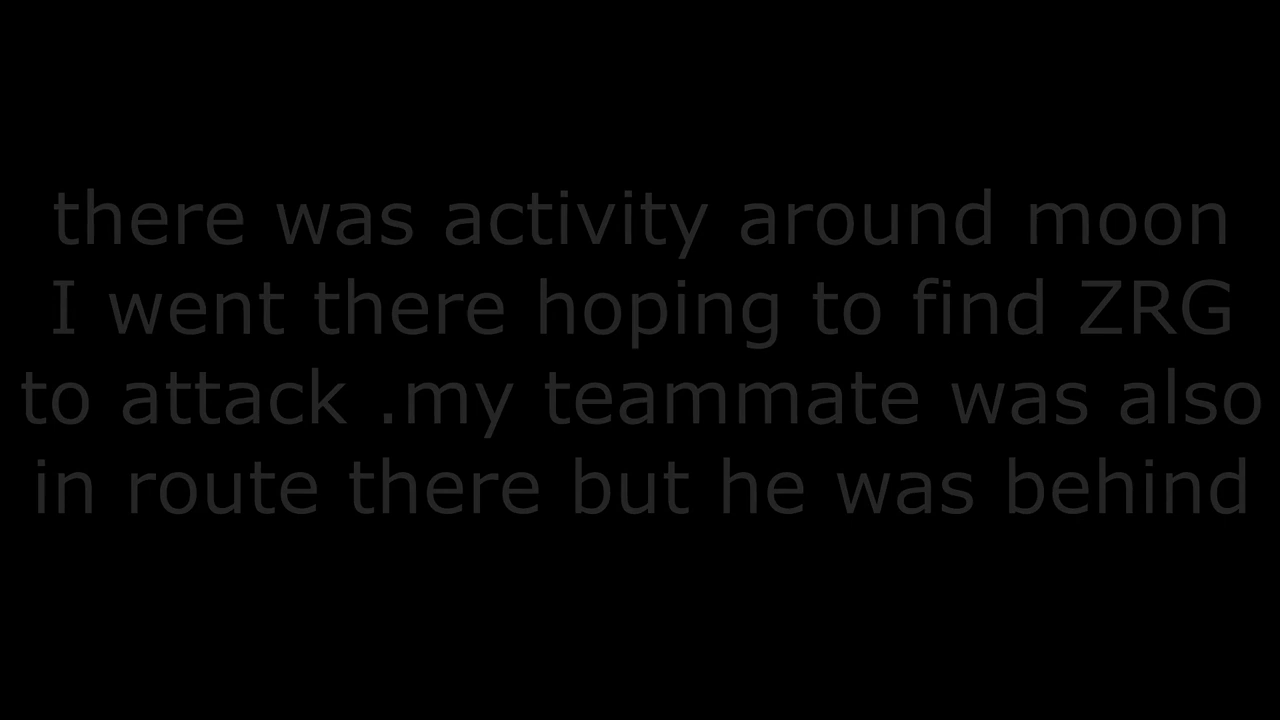 there was activity around moon
I went there hoping to find ZRG
to attack .my teammate was also
in route there but he was behind